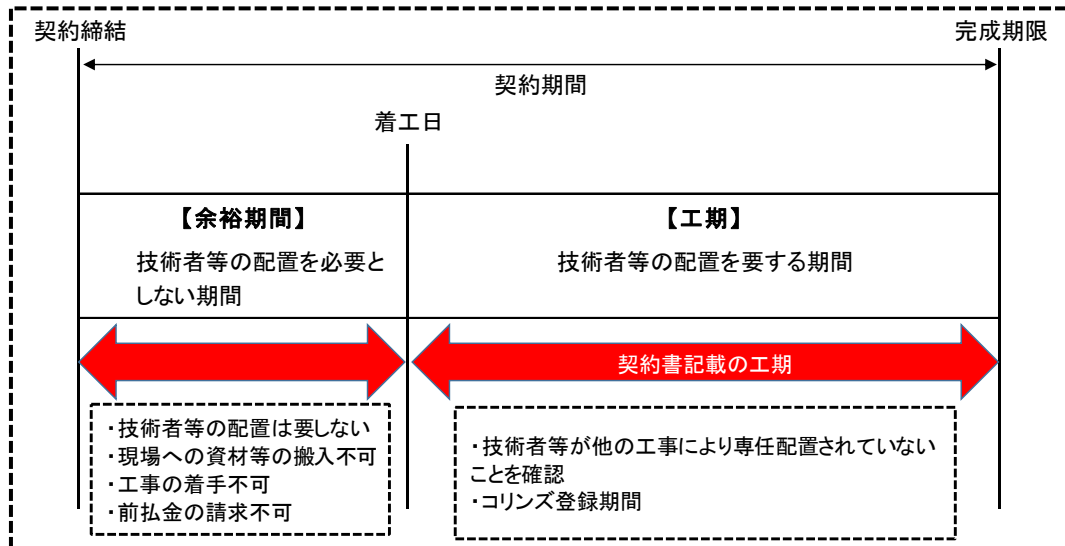 契約締結
完成期限
契約期間
着工日
【余裕期間】
技術者等の配置を必要と
しない期間
【工期】
技術者等の配置を要する期間
契約書記載の工期
・技術者等の配置は要しない
・現場への資材等の搬入不可
・工事の着手不可
・前払金の請求不可
・技術者等が他の工事により専任配置されていない
ことを確認
・コリンズ登録期間